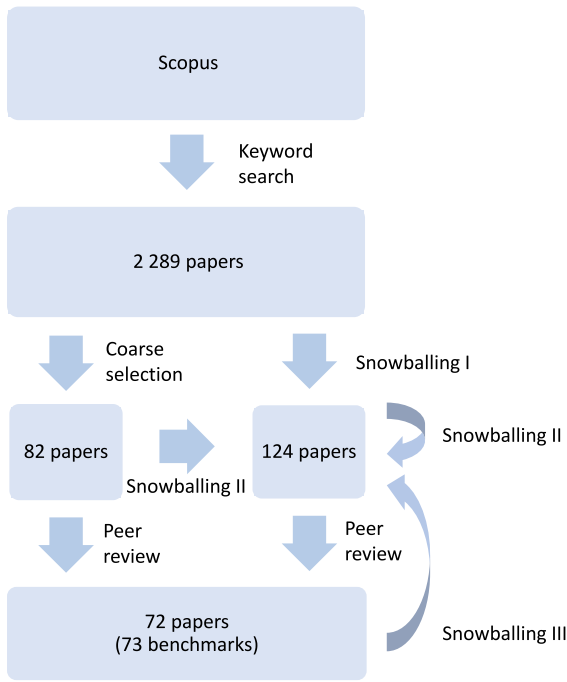 Scopus
Keyword
search
2 289 papers
Coarse
selection
Snowballing I
82 papers
Snowballing II
124 papers
Snowballing II
Peer
review
Peer
review
72 papers
(73 benchmarks)
Snowballing III